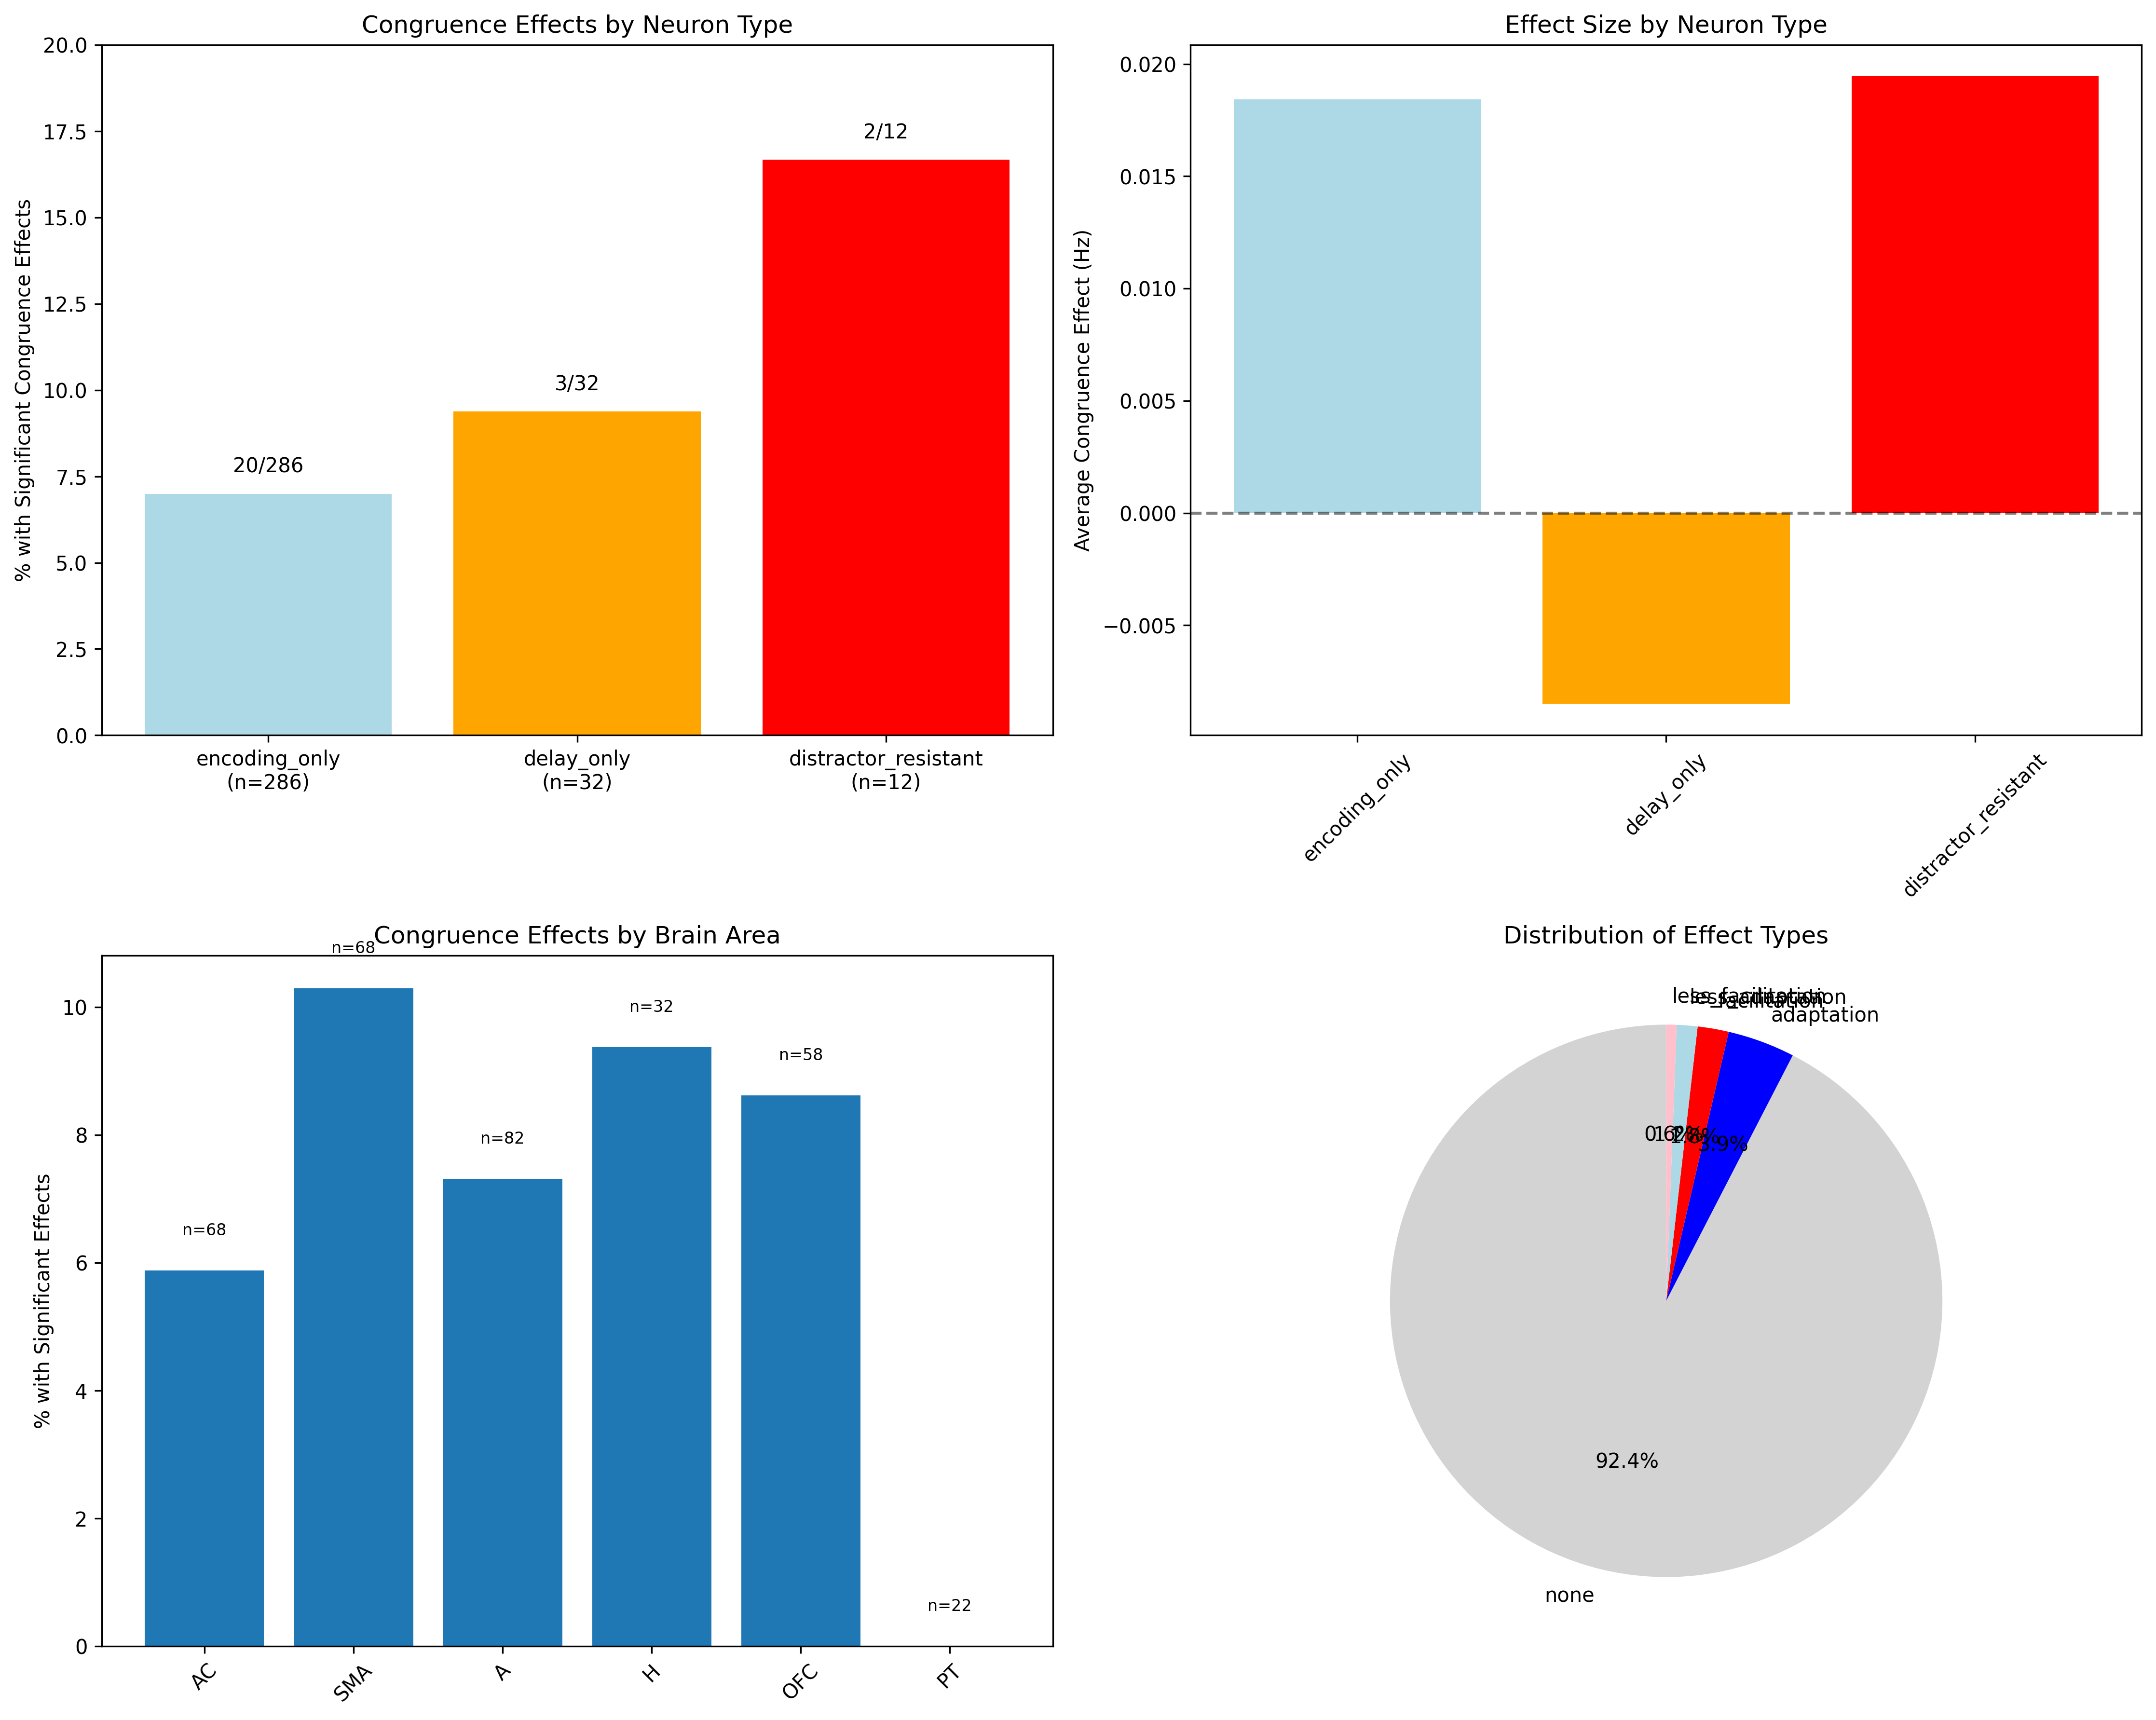 Congruence Effects by Neuron Type
% with Significant Congruence Effects
20.0
17.5
15.0
12.5
10.0
7.5
5.0
2.5
0.0
20/286
3/32
2/12
encoding_only
(n=286)
delay_only
(n=32)
distractor_resistant
(n=12)
Effect Size by Neuron Type
Average Congruence Effect (Hz)
0.020
0.015
0.010
0.005
0.000
−0.005
encoding_only
delay_only
distractor_resistant
Congruence Effects by Brain Area
% with Significant Effects
10
8
6
4
2
0
n=68
n=68
n=82
n=32
n=58
n=22
AC
SMA
A
H
OFC
PT
Distribution of Effect Types
adaptation
3.9%
92.4%
none